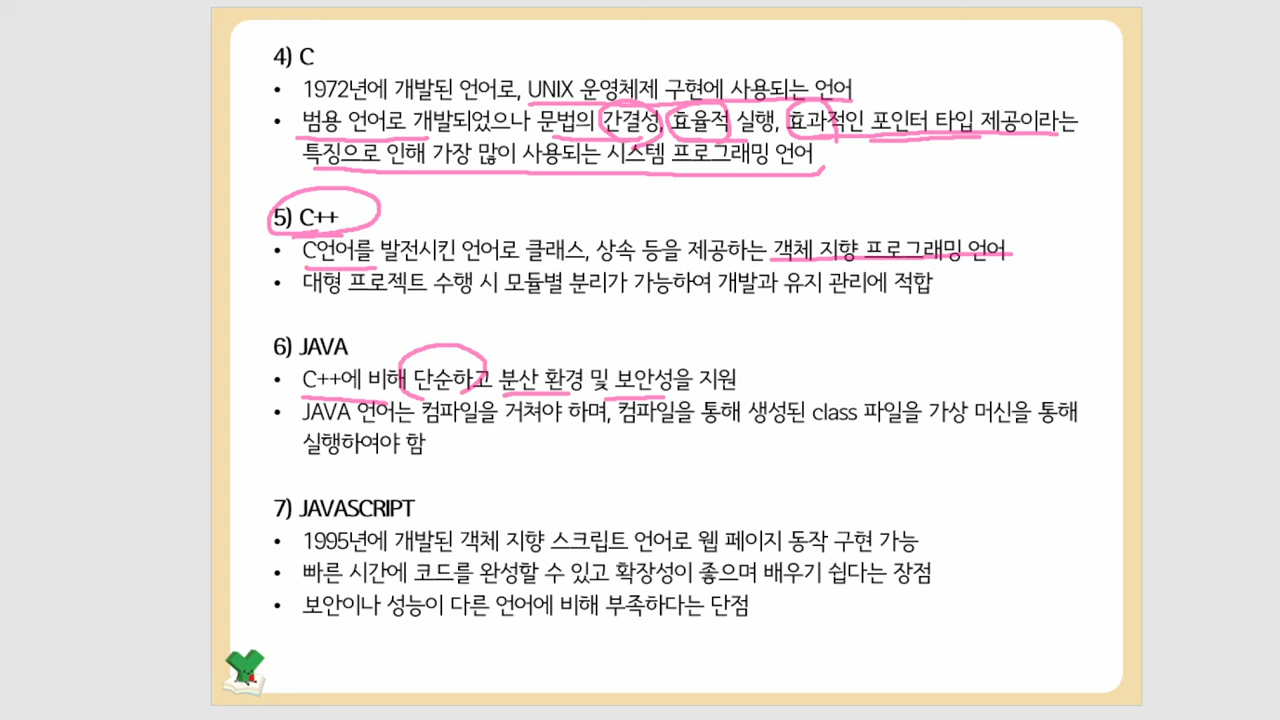 4) C
• 1972년에 개발된 언어로, UNIX 운영체제 구현에 사용되는 언어
• 범용 언어로 개발되었으나 문법의 간결성, 효율적 실행, 효과적인 포인터 타입 제공이라는
특징으로 인해 가장 많이 사용되는 시스템 프로그래밍 언어
5) C++
• C언어를 발전시킨 언어로 클래스, 상속 등을 제공하는 객체 지향 프로그래밍 언어
• 대형 프로젝트 수행 시 모듈별 분리가 가능하여 개발과 유지 관리에 적합
6) JAVA
• C++에 비해 단순하고 분산 환경 및 보안성을 지원
• JAVA 언어는 컴파일을 거쳐야 하며, 컴파일을 통해 생성된 class 파일을 가상 머신을 통해
실행하여야 함
7) JAVASCRIPT
• 1995년에 개발된 객체 지향 스크립트 언어로 웹 페이지 동작 구현 가능
• 빠른 시간에 코드를 완성할 수 있고 확장성이 좋으며 배우기 쉽다는 장점
• 보안이나 성능이 다른 언어에 비해 부족하다는 단점